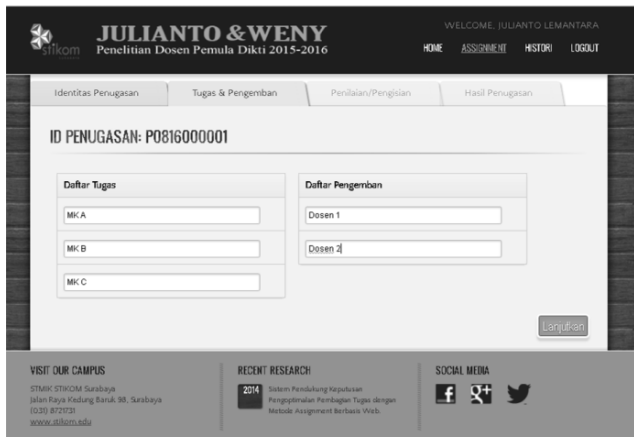 stikom
JULIANTO & WENY
Penelitian Dosen Pemula Dikti 2015-2016
WELCOME, JULIANTO LEMANTARA
HOME ASSIGNMENT HISTORI LOGOUT
Identitas Penugasan Tugas & Pengemban Penilaian/Pengisian Hasil Penugasan
ID PENUGASAN: P0816000001
Daftar Tugas Daftar Pengemban
MK A Dosen 1
MK B Dosen 2
MK C
Lanjutkan
VISIT OUR CAMPUS RECENT RESEARCH SOCIAL MEDIA
STMIK STIKOM Surabaya
Jalan Raya Kedung Baruk 98, Surabaya
(031) 8721731
www.stikom.edu
2014
Sistem Pendukung Keputusan
Pengoptimalan Pembagian Tugas dengan
Metode Assignment Berbasis Web.